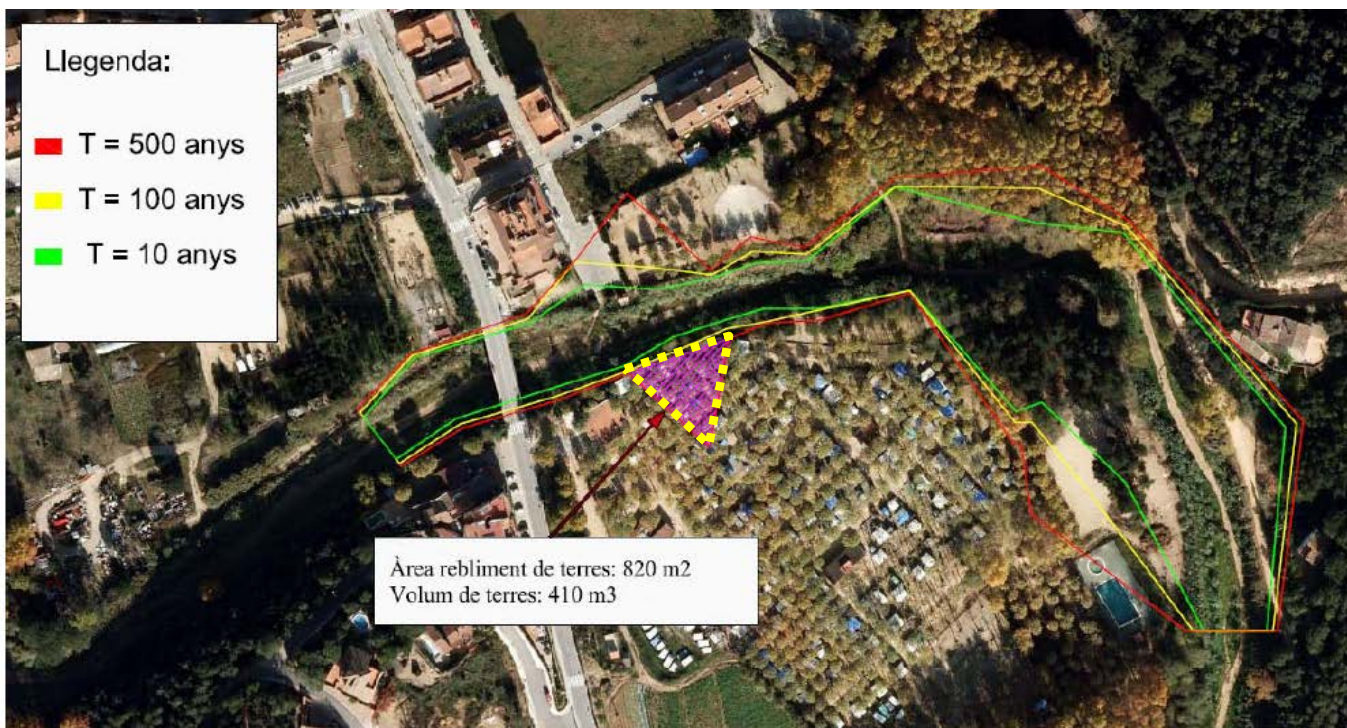 Llegenda:
T = 500 anys
T = 100 anys
T = 10 anys
Àrea rebliment de terres: 820 m2
Volum de terres: 410 m3